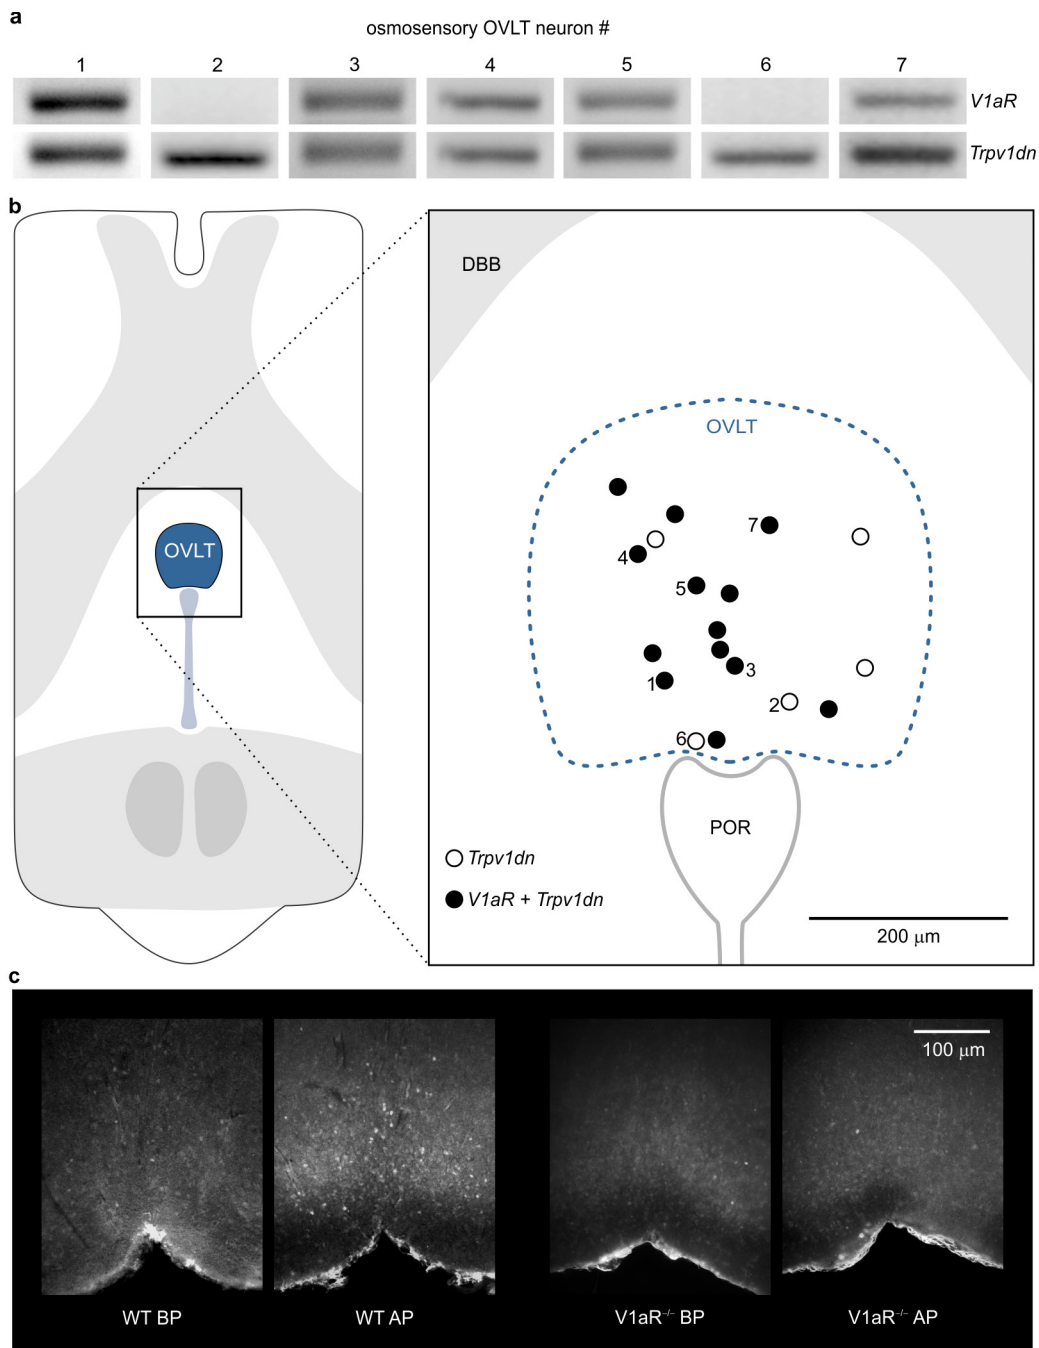 a
osmosensory OVLT neuron #
1 2 3 4 5 6 7
V1aR
Trpv1dn
b
OVLT
DBB
OVLT
7
4
5
3
1
2
6
POR
Trpv1dn
V1aR + Trpv1dn
200 μm
c
100 μm
WT BP WT AP V1aR⁻/⁻ BP V1aR⁻/⁻ AP